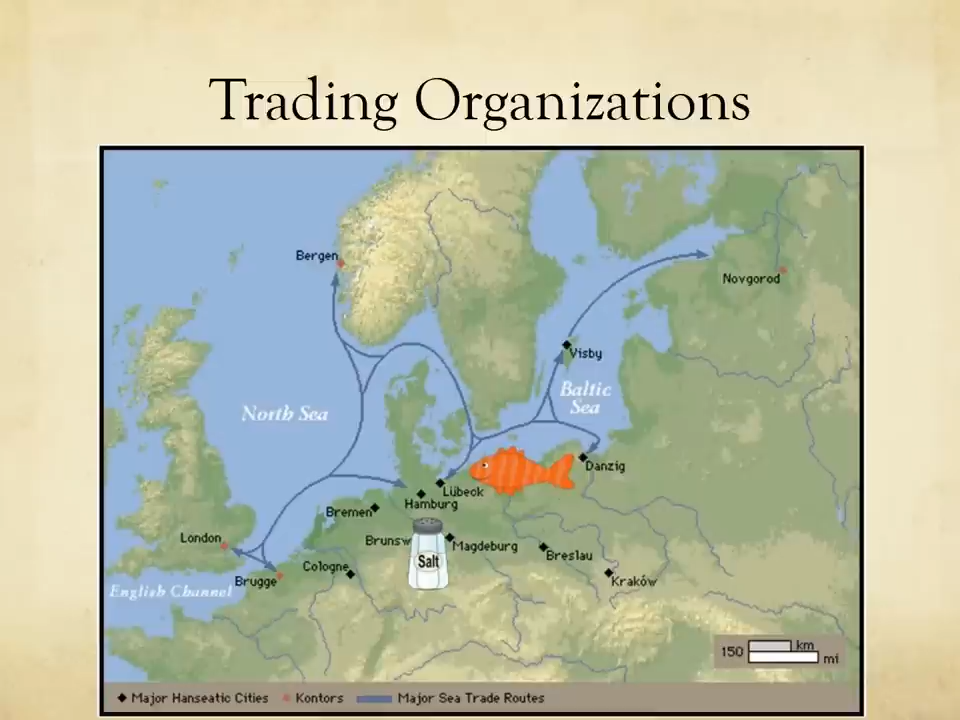 Trading Organizations
Bergen
Novgorod
Visby
Baltic
Sea
North Sea
Danzig
Lübeck
Hamburg
Bremen
London
Brunsw
Magdeburg
Breslau
Salt
Cologne
Brugge
Kraków
English Channel
150 km
mi
Major Hanseatic Cities Kontors Major Sea Trade Routes